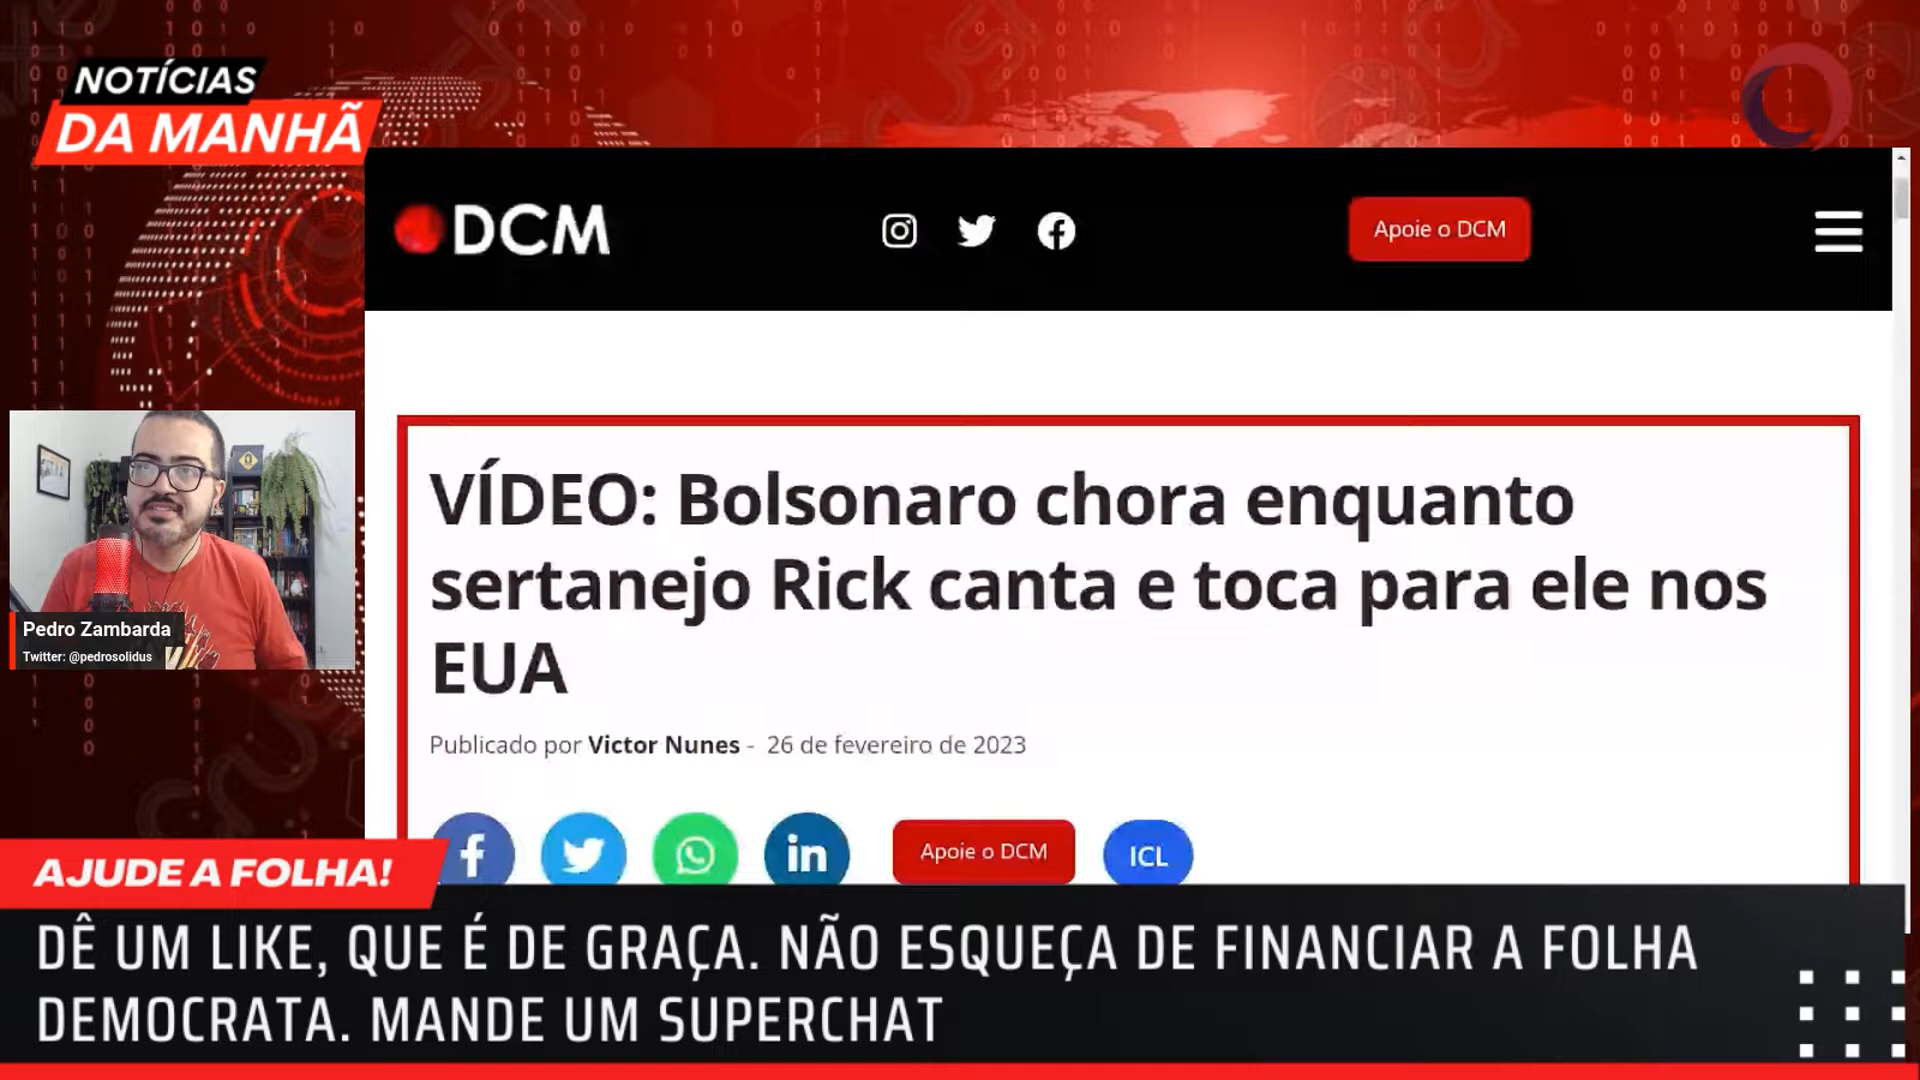 NOTÍCIAS
DA MANHÃ
DCM
Apoie o DCM
VÍDEO: Bolsonaro chora enquanto
sertanejo Rick canta e toca para ele nos
EUA
Publicado por Victor Nunes - 26 de fevereiro de 2023
Apoie o DCM
ICL
Pedro Zambarda
Twitter: @pedrosolidus
AJUDE A FOLHA!
DÊ UM LIKE, QUE É DE GRAÇA. NÃO ESQUEÇA DE FINANCIAR A FOLHA
DEMOCRATA. MANDE UM SUPERCHAT